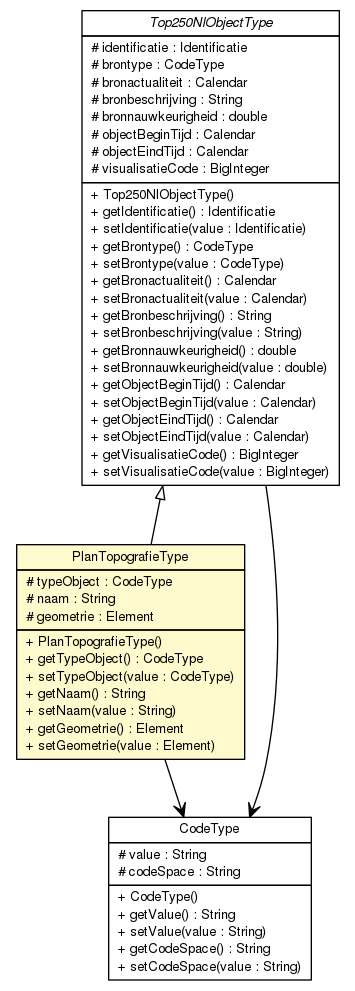 Top250NlObjectType
# identificatie : Identificatie
# brontype : CodeType
# bronactualiteit : Calendar
# bronbeschrijving : String
# bronnauwkeurigheid : double
# objectBeginTijd : Calendar
# objectEindTijd : Calendar
# visualisatieCode : BigInteger
+ Top250NlObjectType()
+ getIdentificatie() : Identificatie
+ setIdentificatie(value : Identificatie)
+ getBrontype() : CodeType
+ setBrontype(value : CodeType)
+ getBronactualiteit() : Calendar
+ setBronactualiteit(value : Calendar)
+ getBronbeschrijving() : String
+ setBronbeschrijving(value : String)
+ getBronnauwkeurigheid() : double
+ setBronnauwkeurigheid(value : double)
+ getObjectBeginTijd() : Calendar
+ setObjectBeginTijd(value : Calendar)
+ getObjectEindTijd() : Calendar
+ setObjectEindTijd(value : Calendar)
+ getVisualisatieCode() : BigInteger
+ setVisualisatieCode(value : BigInteger)
PlanTopografieType
# typeObject : CodeType
# naam : String
# geometrie : Element
+ PlanTopografieType()
+ getTypeObject() : CodeType
+ setTypeObject(value : CodeType)
+ getNaam() : String
+ setNaam(value : String)
+ getGeometrie() : Element
+ setGeometrie(value : Element)
CodeType
# value : String
# codeSpace : String
+ CodeType()
+ getValue() : String
+ setValue(value : String)
+ getCodeSpace() : String
+ setCodeSpace(value : String)